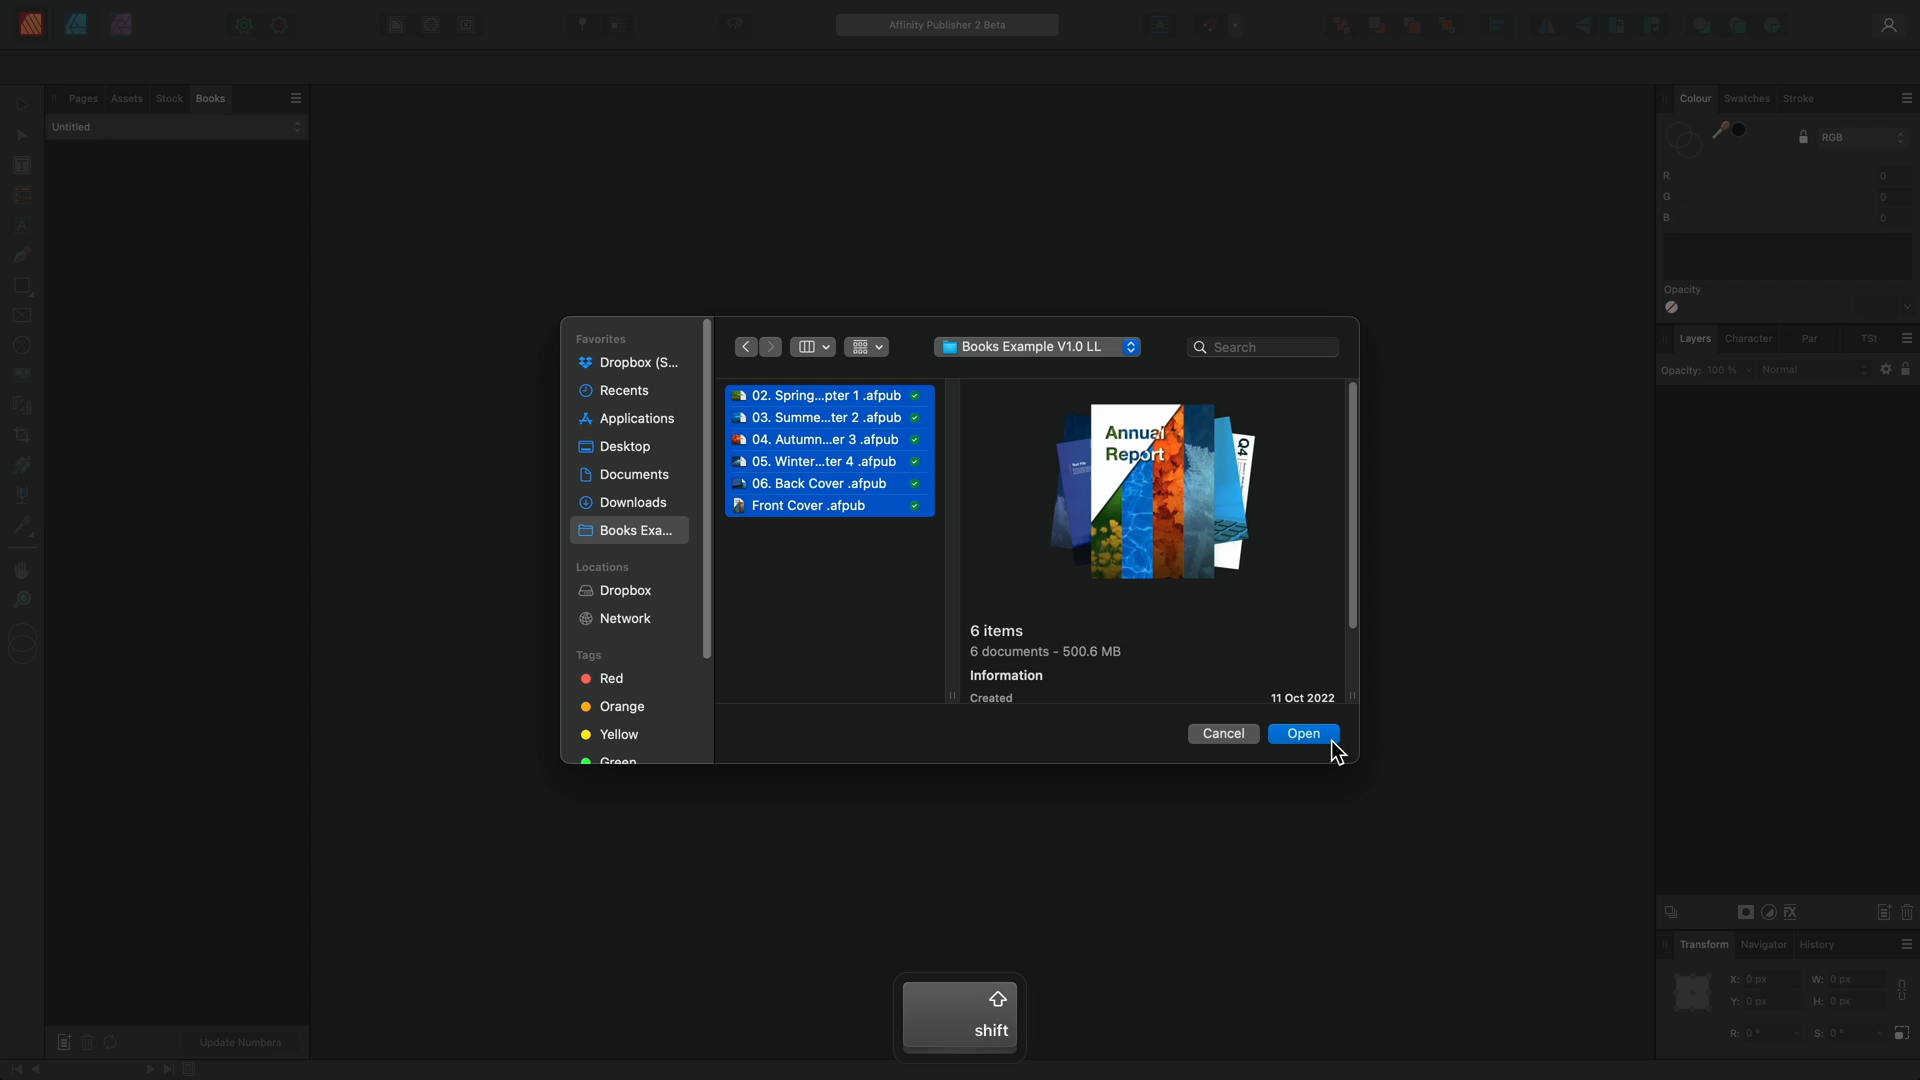 Affinity Publisher 2 Beta
Pages Assets Stock Books
Untitled
Update Numbers
Favorites
Dropbox (S...
Recents
Applications
Desktop
Documents
Downloads
Books Exa...
Locations
Dropbox
Network
Tags
Red
Orange
Yellow
Green
Books Example V1.0 LL
Search
02. Spring...pter 1 .afpub
03. Summe...ter 2 .afpub
04. Autumn...er 3 .afpub
05. Winter...ter 4 .afpub
06. Back Cover .afpub
Front Cover .afpub
Annual
Report
Q4
6 items
6 documents - 500.6 MB
Information
Created 11 Oct 2022
Cancel Open
shift
Colour Swatches Stroke
RGB
R 0
G 0
B 0
Opacity
Layers Character Par TSt
Opacity: 100 % Normal
Transform Navigator History
X: 0 px W: 0 px
Y: 0 px H: 0 px
R: 0 ° S: 0 °